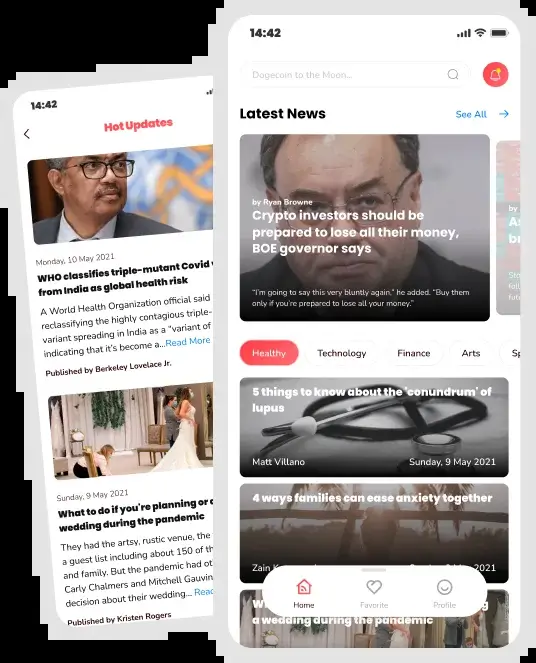 14:42
Hot Updates
Monday, 10 May 2021
WHO classifies triple-mutant Covid
from India as global health risk
A World Health Organization official said
reclassifying the highly contagious triple-
variant spreading in India as a “variant of
indicating that it’s become a...Read More
Published by Berkeley Lovelace Jr.
Sunday, 9 May 2021
What to do if you're planning or
wedding during the pandemic
They had the artsy, rustic venue, the
a guest list including about 150 of
and family. But the pandemic had
Carly Chalmers and Mitchell
decision about their wedding...
Published by Kristen Rogers
14:42
Dogecoin to the Moon...
Latest News
See All
by Ryan Browne
Crypto investors should be
prepared to lose all their money,
BOE governor says
“I’m going to say this very bluntly again,” he added. “Buy them
only if you’re prepared to lose all your money.”
by
Healthy
Technology
Finance
Arts
5 things to know about the 'conundrum' of
lupus
Matt Villano
Sunday, 9 May 2021
4 ways families can ease anxiety together
Zain
2021
a wedding during the pandemic
Home
Favorite
Profile